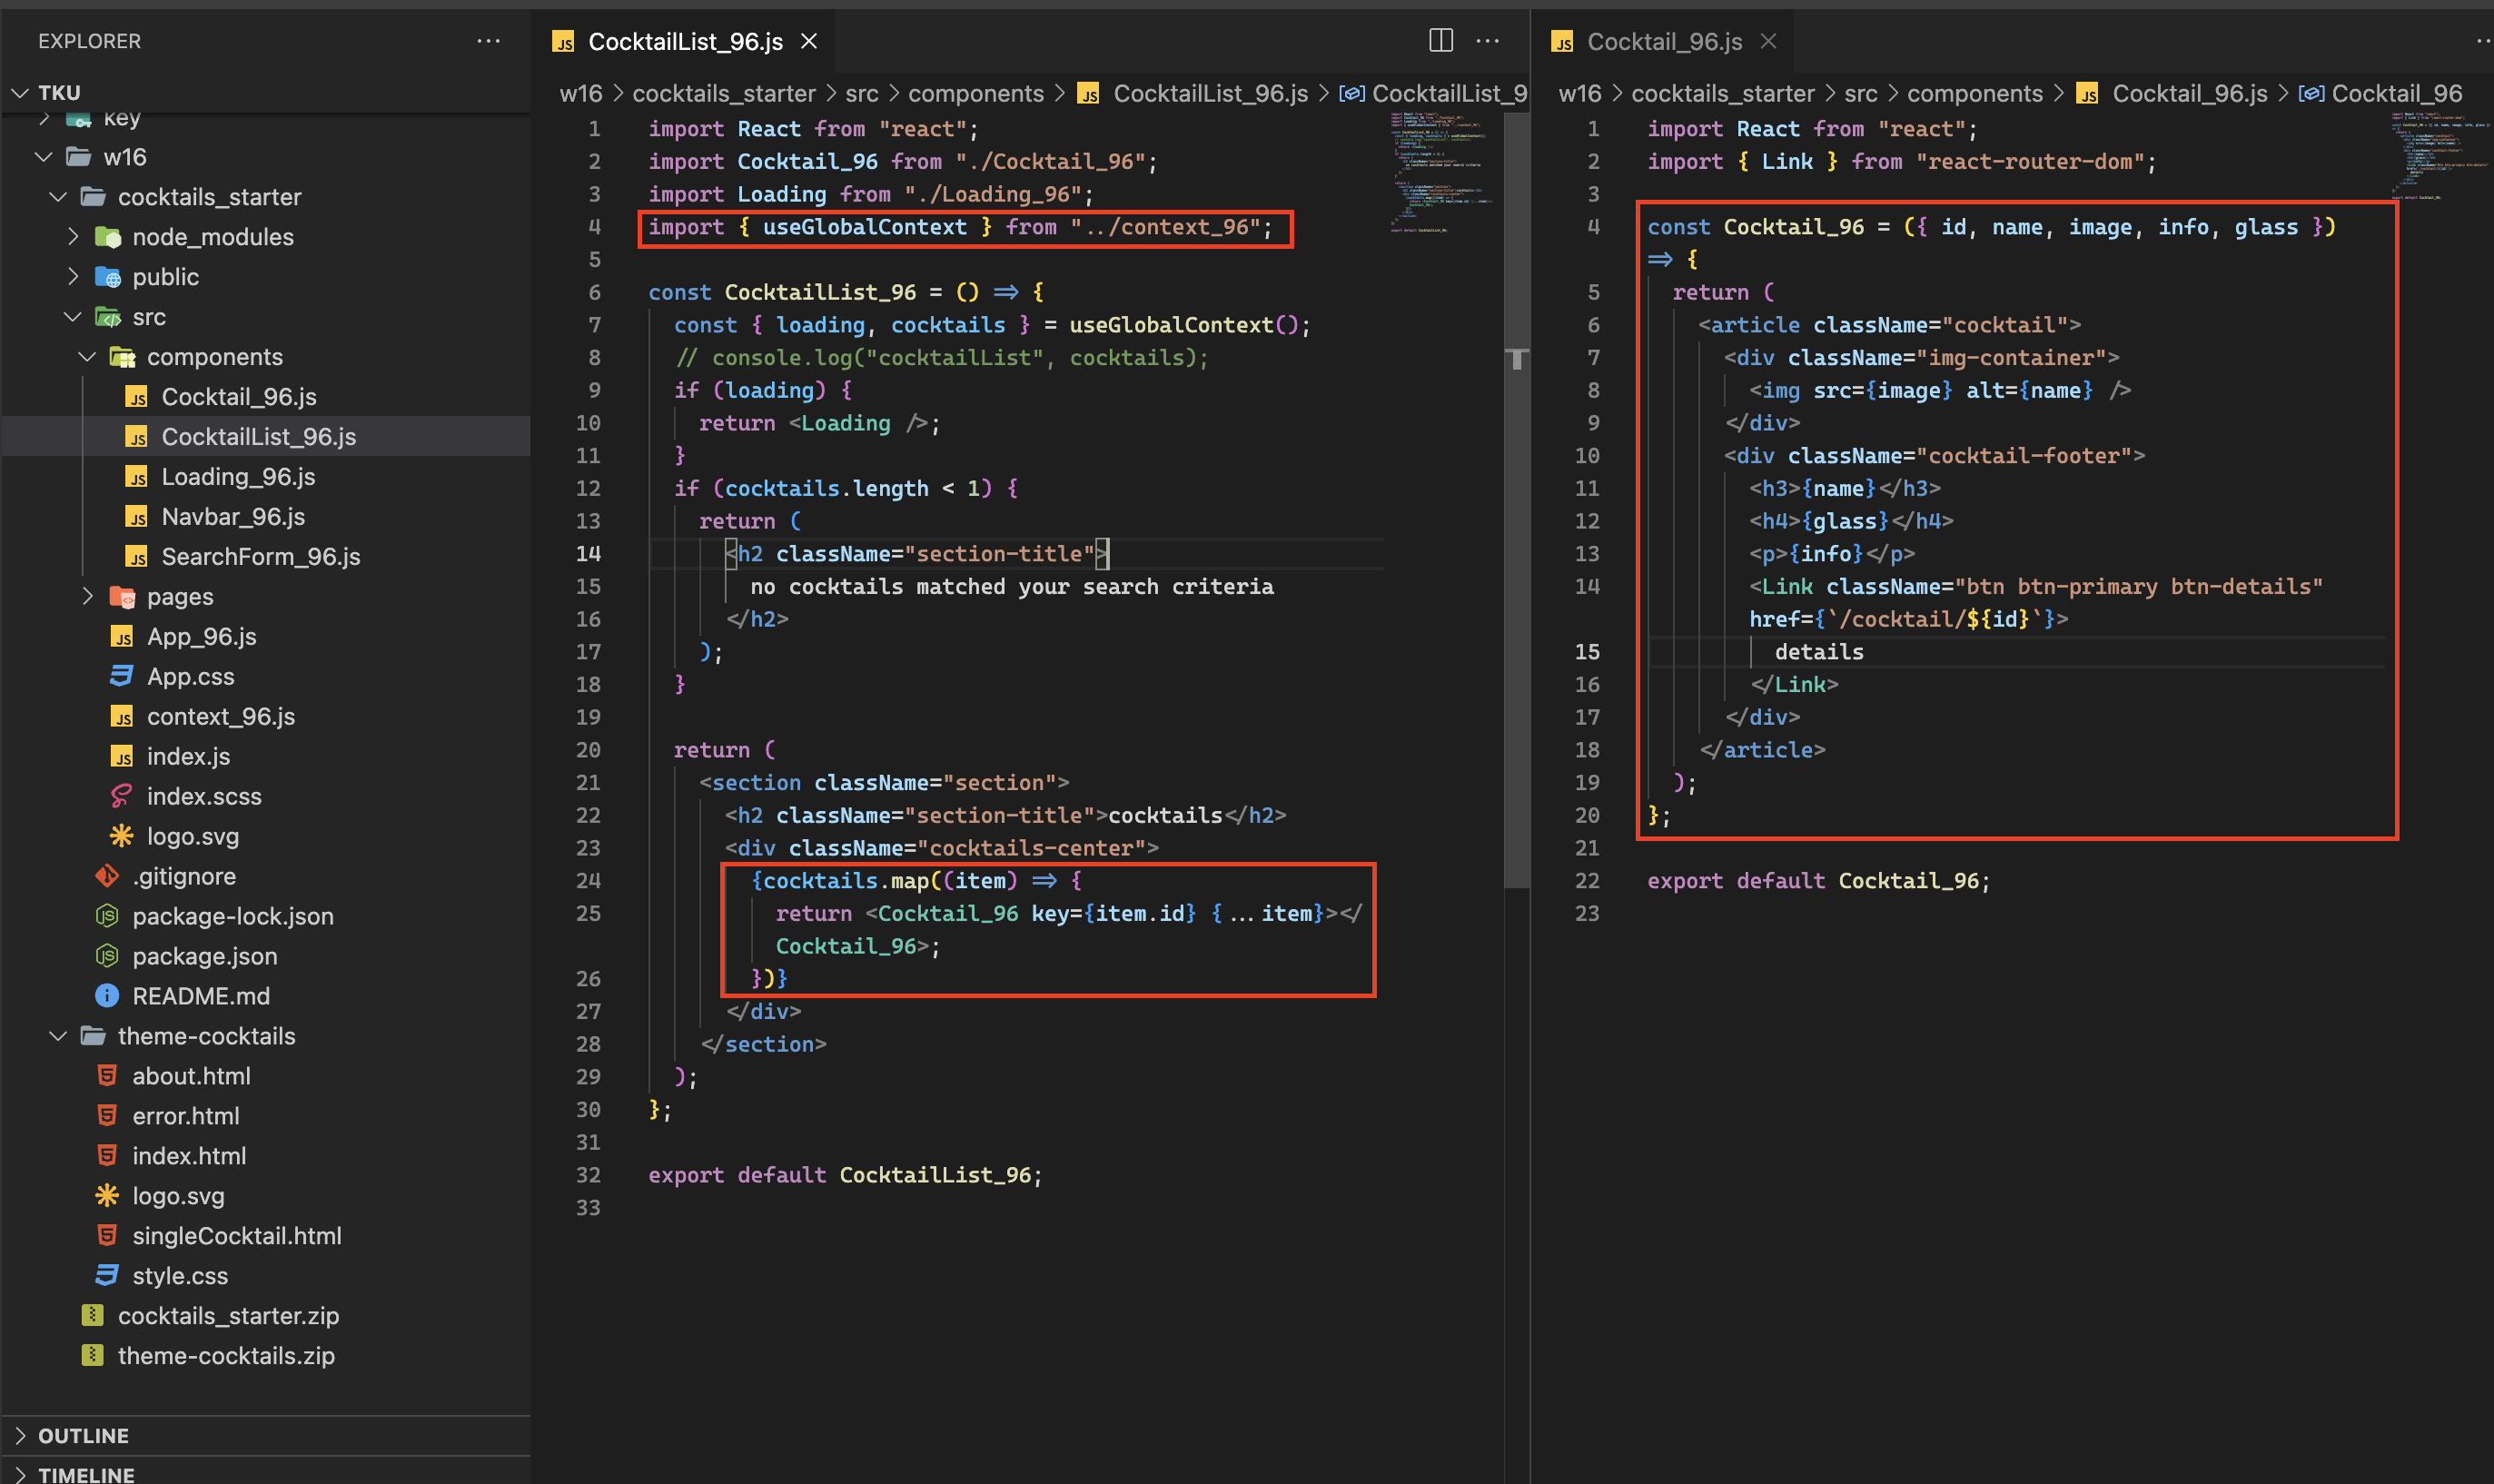 EXPLORER
TKU
key
w16
cocktails_starter
node_modules
public
src
components
Cocktail_96.js
CocktailList_96.js
Loading_96.js
Navbar_96.js
SearchForm_96.js
pages
App_96.js
App.css
context_96.js
index.js
index.scss
logo.svg
.gitignore
package-lock.json
package.json
README.md
theme-cocktails
about.html
error.html
index.html
logo.svg
singleCocktail.html
style.css
cocktails_starter.zip
theme-cocktails.zip
OUTLINE
TIMELINE
CocktailList_96.js
w16 > cocktails_starter > src > components > JS CocktailList_96.js > CocktailList_9
1 import React from "react";
2 import Cocktail_96 from "./Cocktail_96";
3 import Loading from "./Loading_96";
4 import { useGlobalContext } from "../context_96";
5
6 const CocktailList_96 = () => {
7 const { loading, cocktails } = useGlobalContext();
8 // console.log("cocktailList", cocktails);
9 if (loading) {
10 return <Loading />;
11 }
12 if (cocktails.length < 1) {
13 return (
14 <h2 className="section-title">
15 no cocktails matched your search criteria
16 </h2>
17 );
18 }
19
20 return (
21 <section className="section">
22 <h2 className="section-title">cocktails</h2>
23 <div className="cocktails-center">
24 {cocktails.map((item) => {
25 return <Cocktail_96 key={item.id} {...item}></
Cocktail_96>;
26 })}
27 </div>
28 </section>
29 );
30 };
31
32 export default CocktailList_96;
33
Cocktail_96.js
w16 > cocktails_starter > src > components > JS Cocktail_96.js > Cocktail_96
1 import React from "react";
2 import { Link } from "react-router-dom";
3
4 const Cocktail_96 = ({ id, name, image, info, glass })
=> {
5 return (
6 <article className="cocktail">
7 <div className="img-container">
8 <img src={image} alt={name} />
9 </div>
10 <div className="cocktail-footer">
11 <h3>{name}</h3>
12 <h4>{glass}</h4>
13 <p>{info}</p>
14 <Link className="btn btn-primary btn-details"
href={`/cocktail/${id}`}>
15 details
16 </Link>
17 </div>
18 </article>
19 );
20 };
21
22 export default Cocktail_96;
23